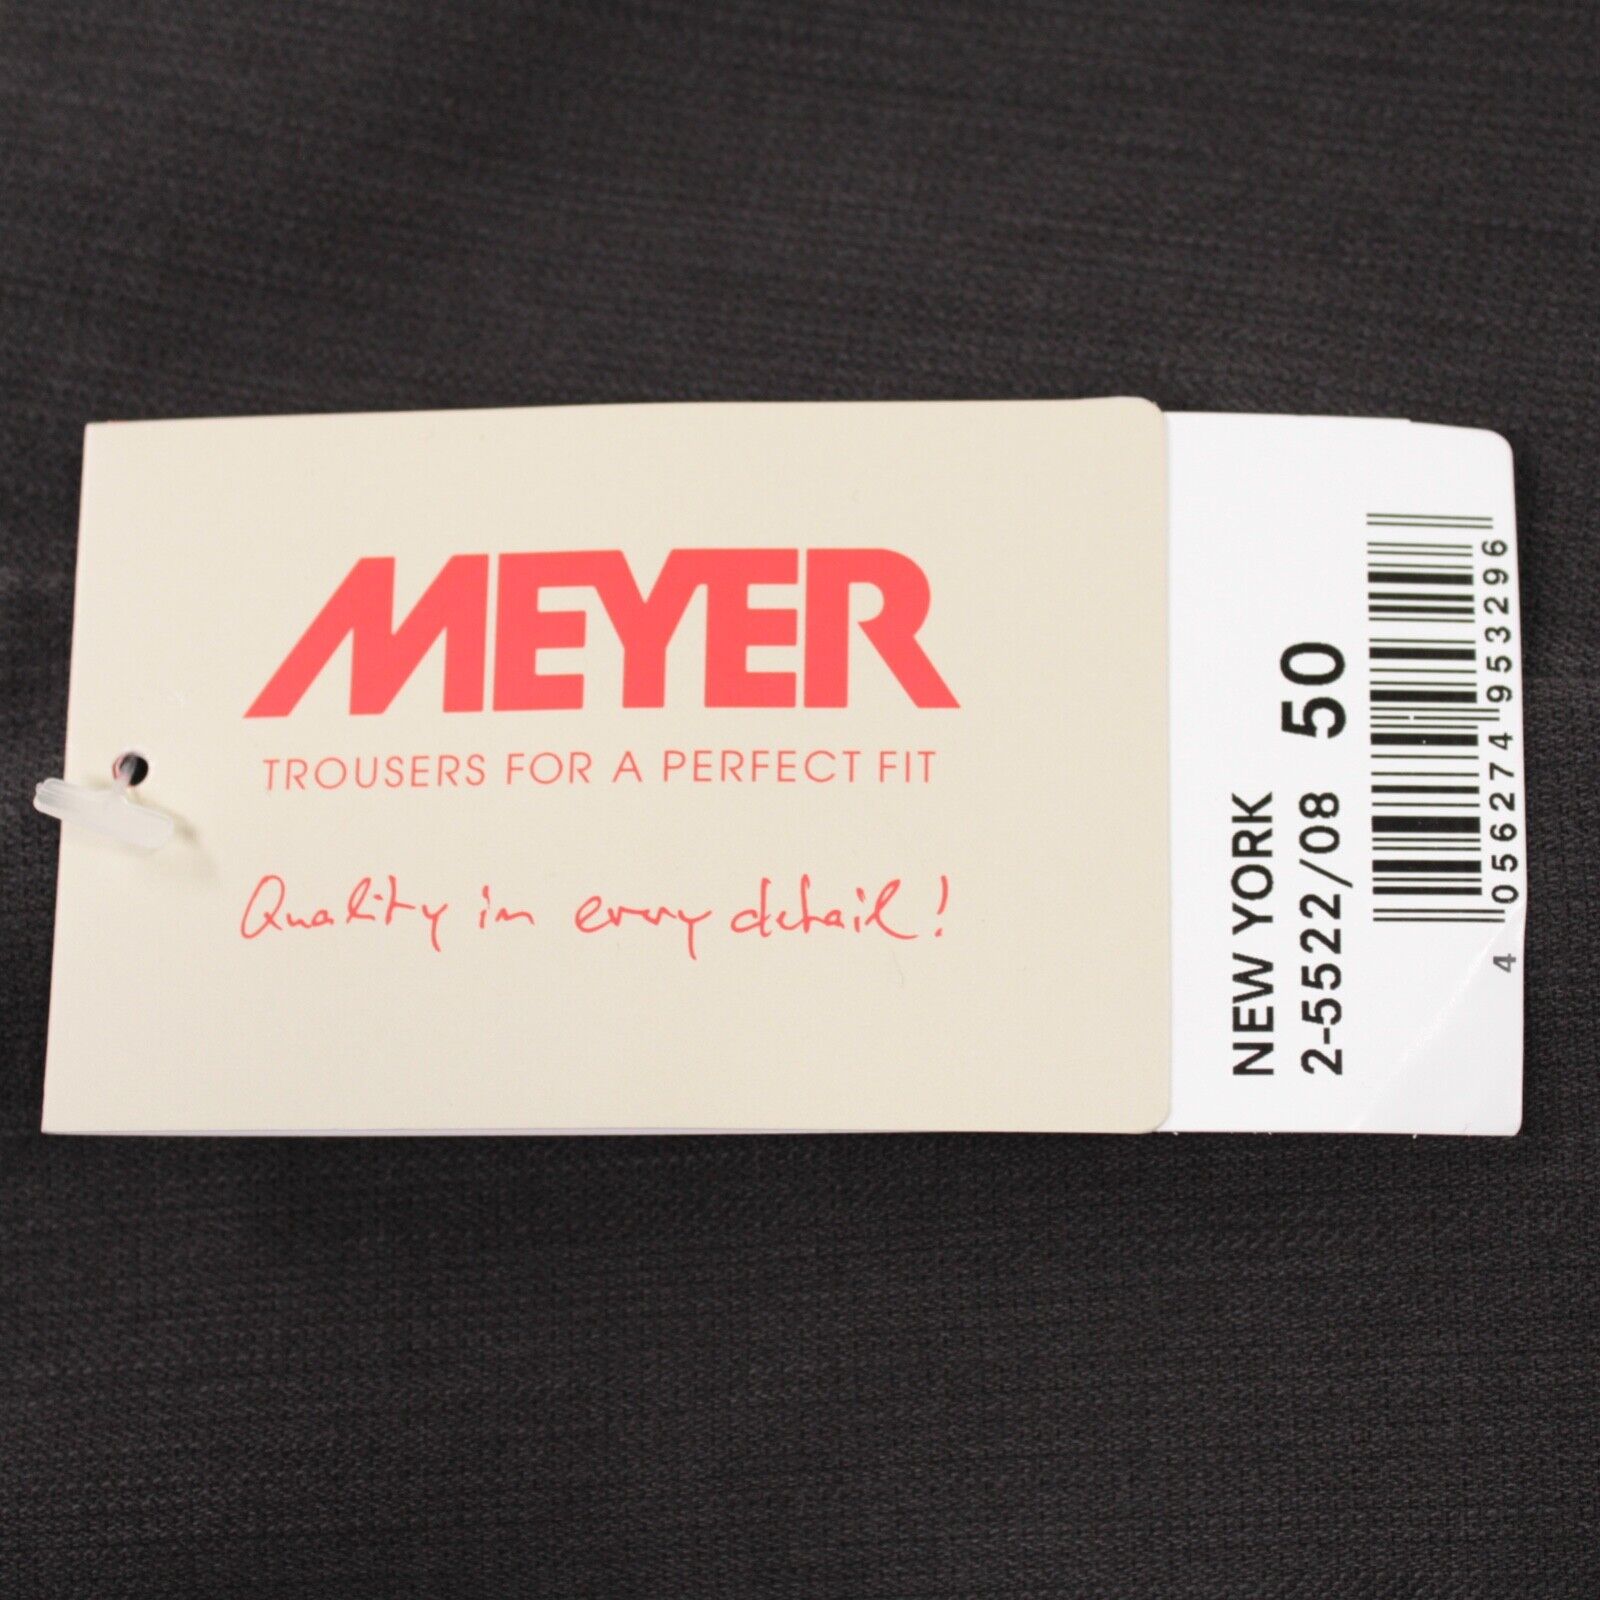 MEYER
TROUSERS FOR A PERFECT FIT
Quality in every detail!
NEW YORK
2-5522/08 50
4 056274 953296